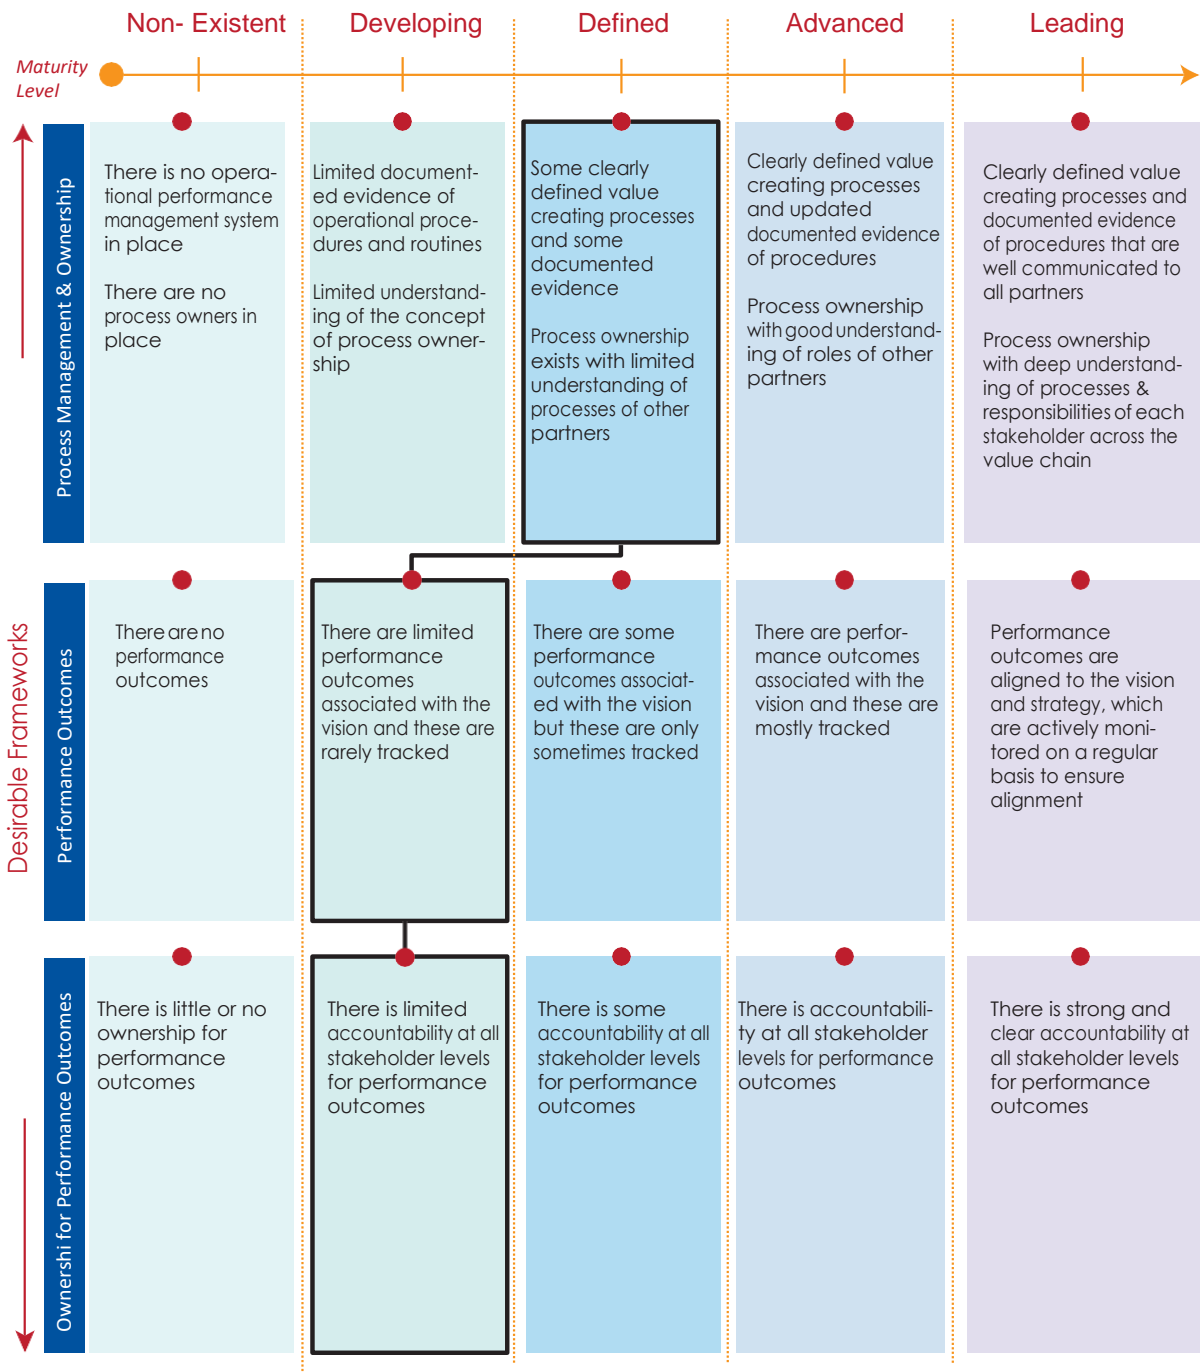 Non- Existent
Developing
Defined
Advanced
Leading
Maturity
Level
Desirable Frameworks
Process Management & Ownership
There is no opera-
tional performance
management system
in place
There are no
process owners in
place
Limited document-
ed evidence of
operational proce-
dures and routines
Limited understand-
ing of the concept
of process owner-
ship
Some clearly
defined value
creating processes
and some
documented
evidence
Process ownership
exists with limited
understanding of
processes of other
partners
Clearly defined value
creating processes
and updated
documented evidence
of procedures
Process ownership
with good understand-
ing of roles of other
partners
Clearly defined value
creating processes and
documented evidence
of procedures that are
well communicated to
all partners
Process ownership
with deep understand-
ing of processes &
responsibilities of each
stakeholder across the
value chain
Performance Outcomes
There are no
performance
outcomes
There are limited
performance
outcomes
associated with the
vision and these are
rarely tracked
There are some
performance
outcomes associat-
ed with the vision
but these are only
sometimes tracked
There are perfor-
mance outcomes
associated with the
vision and these are
mostly tracked
Performance
outcomes are
aligned to the vision
and strategy, which
are actively moni-
tored on a regular
basis to ensure
alignment
Ownershi for Performance Outcomes
There is little or no
ownership for
performance
outcomes
There is limited
accountability at all
stakeholder levels
for performance
outcomes
There is some
accountability at all
stakeholder levels
for performance
outcomes
There is accountabili-
ty at all stakeholder
levels for performance
outcomes
There is strong and
clear accountability at
all stakeholder levels
for performance
outcomes